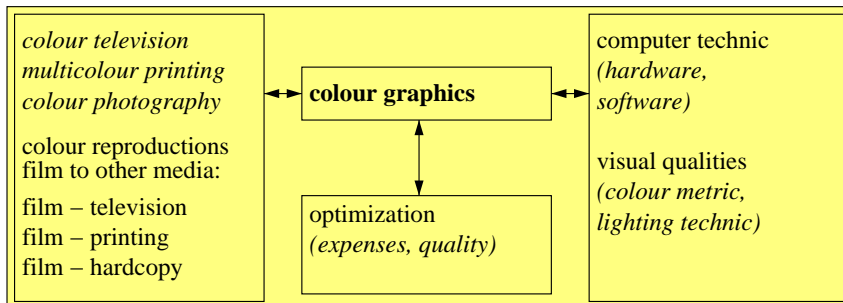 colour television
multicolour printing
colour photography
colour reproductions
film to other media:
film – television
film – printing
film – hardcopy
colour graphics
optimization
(expenses, quality)
computer technic
(hardware,
software)
visual qualities
(colour metric,
lighting technic)